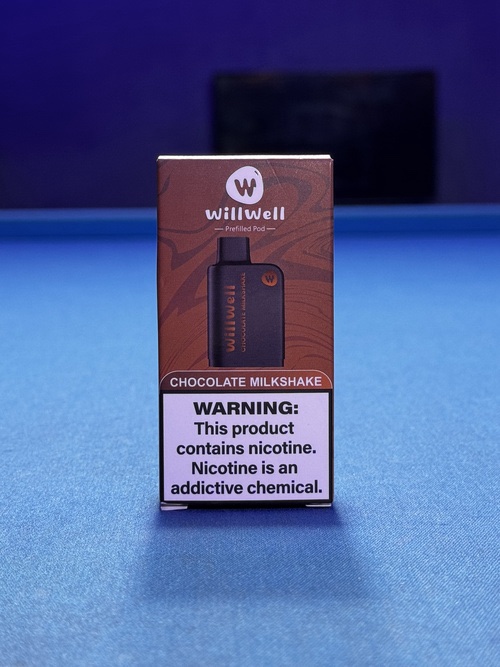 W
willwell
Prefilled Pod
W
willwell
CHOCOLATE MILKSHAKE
CHOCOLATE MILKSHAKE
WARNING:
This product
contains nicotine.
Nicotine is an
addictive chemical.